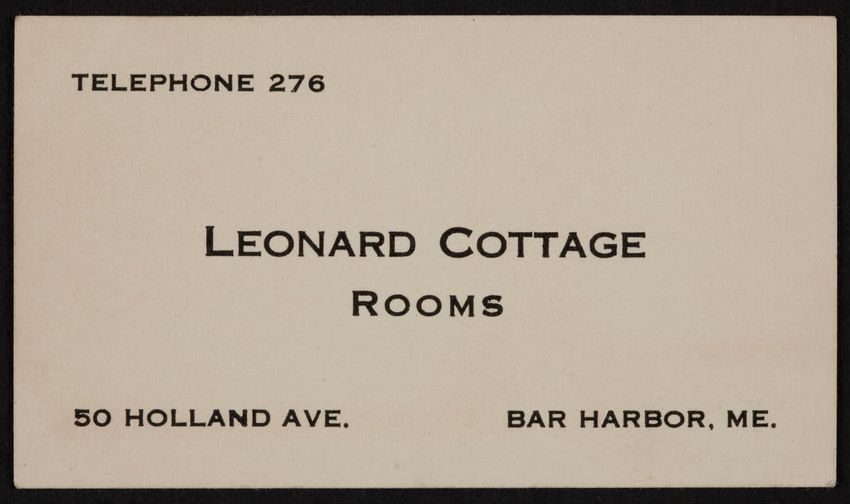 TELEPHONE 276
LEONARD COTTAGE
ROOMS
50 HOLLAND AVE. BAR HARBOR, ME.